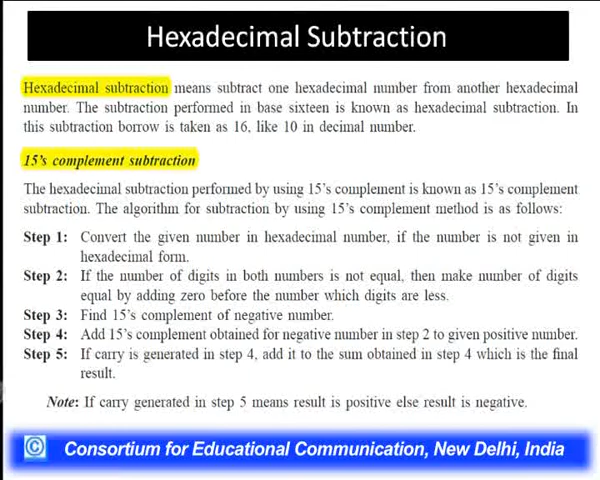 Hexadecimal Subtraction
Hexadecimal subtraction means subtract one hexadecimal number from another hexadecimal
number. The subtraction performed in base sixteen is known as hexadecimal subtraction. In
this subtraction borrow is taken as 16, like 10 in decimal number.
15's complement subtraction
The hexadecimal subtraction performed by using 15's complement is known as 15's complement
subtraction. The algorithm for subtraction by using 15's complement method is as follows:
Step 1: Convert the given number in hexadecimal number, if the number is not given in
hexadecimal form.
Step 2: If the number of digits in both numbers is not equal, then make number of digits
equal by adding zero before the number which digits are less.
Step 3: Find 15's complement of negative number.
Step 4: Add 15's complement obtained for negative number in step 2 to given positive number.
Step 5: If carry is generated in step 4, add it to the sum obtained in step 4 which is the final
result.
Note: If carry generated in step 5 means result is positive else result is negative.
© Consortium for Educational Communication, New Delhi, India